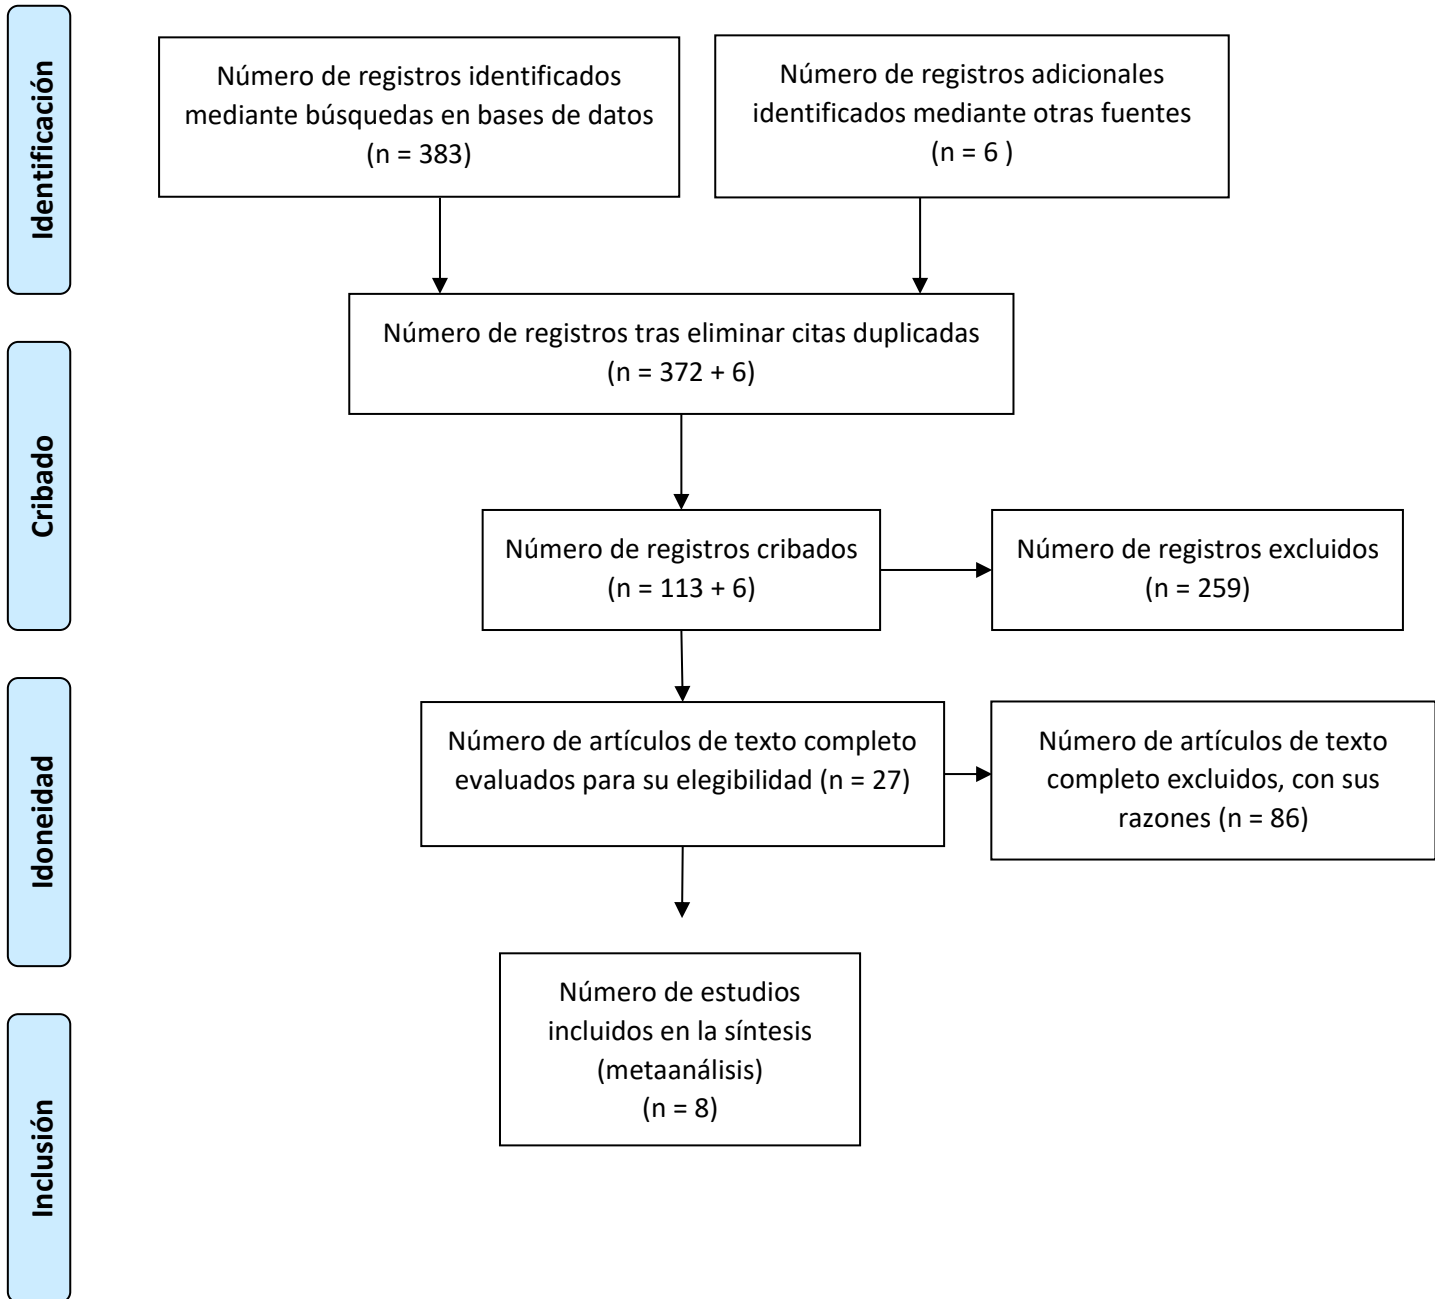 Identificación
Número de registros identificados
mediante búsquedas en bases de datos
(n = 383)
Número de registros adicionales
identificados mediante otras fuentes
(n = 6 )
Número de registros tras eliminar citas duplicadas
(n = 372 + 6)
Cribado
Número de registros cribados
(n = 113 + 6)
Número de registros excluidos
(n = 259)
Idoneidad
Número de artículos de texto completo
evaluados para su elegibilidad (n = 27)
Número de artículos de texto
completo excluidos, con sus
razones (n = 86)
Inclusión
Número de estudios
incluidos en la síntesis
(metaanálisis)
(n = 8)